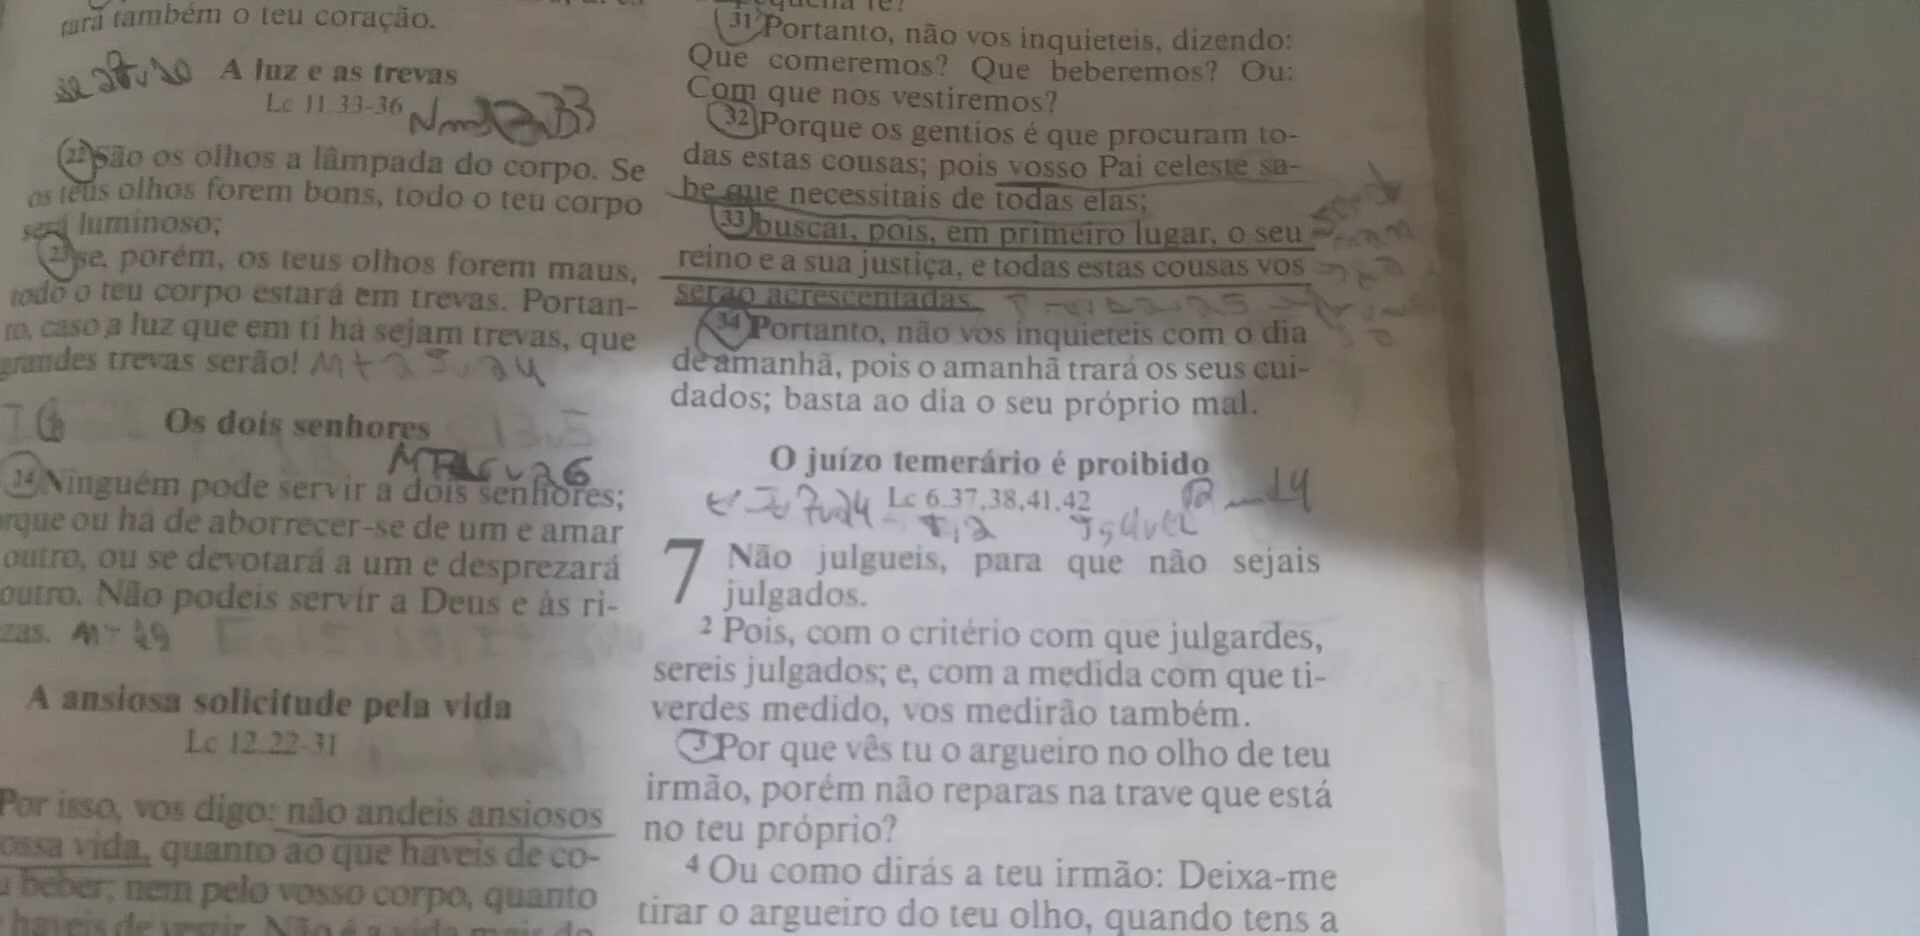 tará também o teu coração.
A luz e as trevas
Lc 11.33-36
22 São os olhos a lâmpada do corpo. Se
os teus olhos forem bons, todo o teu corpo
será luminoso;
23 se, porém, os teus olhos forem maus,
todo o teu corpo estará em trevas. Portan-
to, caso a luz que em ti há sejam trevas, que
grandes trevas serão!
Os dois senhores
24 Ninguém pode servir a dois senhores;
rque ou há de aborrecer-se de um e amar
outro, ou se devotará a um e desprezará
outro. Não podeis servir a Deus e às ri-
zas.
A ansiosa solicitude pela vida
Lc 12.22-31
Por isso, vos digo: não andeis ansiosos
ossa vida, quanto ao que haveis de co-
beber; nem pelo vosso corpo, quanto
haveis de vestir. Não é a vida mais do
31 Portanto, não vos inquieteis, dizendo:
Que comeremos? Que beberemos? Ou:
Com que nos vestiremos?
32 Porque os gentios é que procuram to-
das estas cousas; pois vosso Pai celeste sa-
be que necessitais de todas elas;
33 buscai, pois, em primeiro lugar, o seu
reino e a sua justiça, e todas estas cousas vos
serão acrescentadas.
34 Portanto, não vos inquieteis com o dia
de amanhã, pois o amanhã trará os seus cui-
dados; basta ao dia o seu próprio mal.
O juízo temerário é proibido
Lc 6.37,38,41,42
7 Não julgueis, para que não sejais
julgados.
2 Pois, com o critério com que julgardes,
sereis julgados; e, com a medida com que ti-
verdes medido, vos medirão também.
3 Por que vês tu o argueiro no olho de teu
irmão, porém não reparas na trave que está
no teu próprio?
4 Ou como dirás a teu irmão: Deixa-me
tirar o argueiro do teu olho, quando tens a